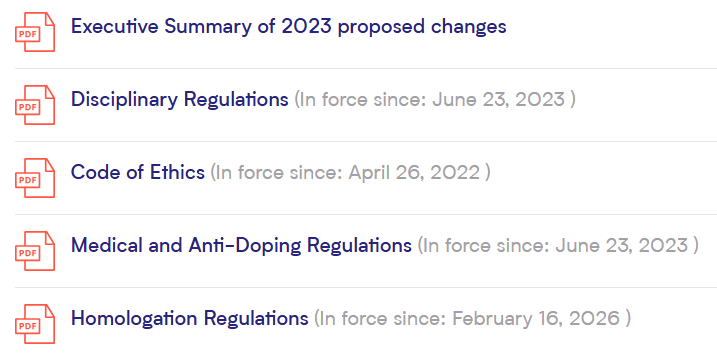 PDF Executive Summary of 2023 proposed changes
PDF Disciplinary Regulations (In force since: June 23, 2023 )
PDF Code of Ethics (In force since: April 26, 2022 )
PDF Medical and Anti-Doping Regulations (In force since: June 23, 2023 )
PDF Homologation Regulations (In force since: February 16, 2026 )